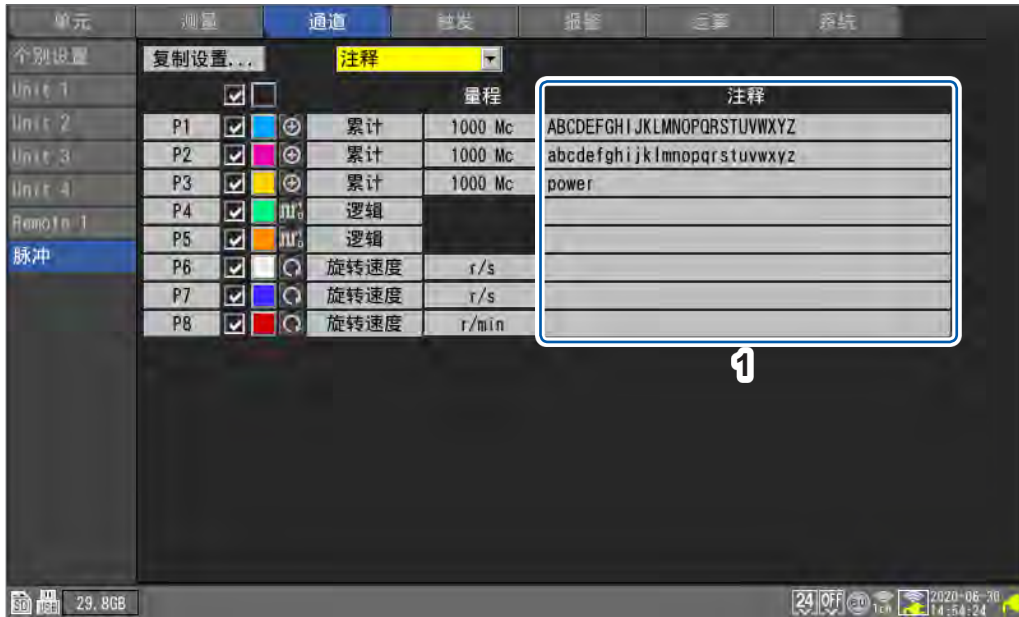 单元 测量 通道 触发 报警 运算 系统
个别设置 复制设置... 注释
Unit 1 量程 注释
Unit 2 P1 累计 1000 Mc ABCDEFGHIJKLMNOPQRSTUVWXYZ
P2 累计 1000 Mc abcdefghijklmnopqrstuvwxyz
Unit 3 P3 累计 1000 Mc power
Unit 4 P4 逻辑
Remote 1 P5 逻辑
脉冲 P6 旋转速度 r/s
P7 旋转速度 r/s
P8 旋转速度 r/min
1
SD USB 29.8GB 24 OFF 1ch 2020-06-30
14:54:24